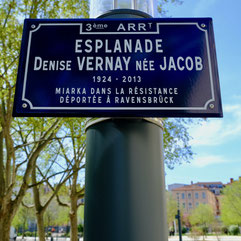 3ème ARRT
ESPLANADE
DENISE VERNAY NÉE JACOB
1924 - 2013
MIARKA DANS LA RÉSISTANCE
DÉPORTÉE À RAVENSBRÜCK